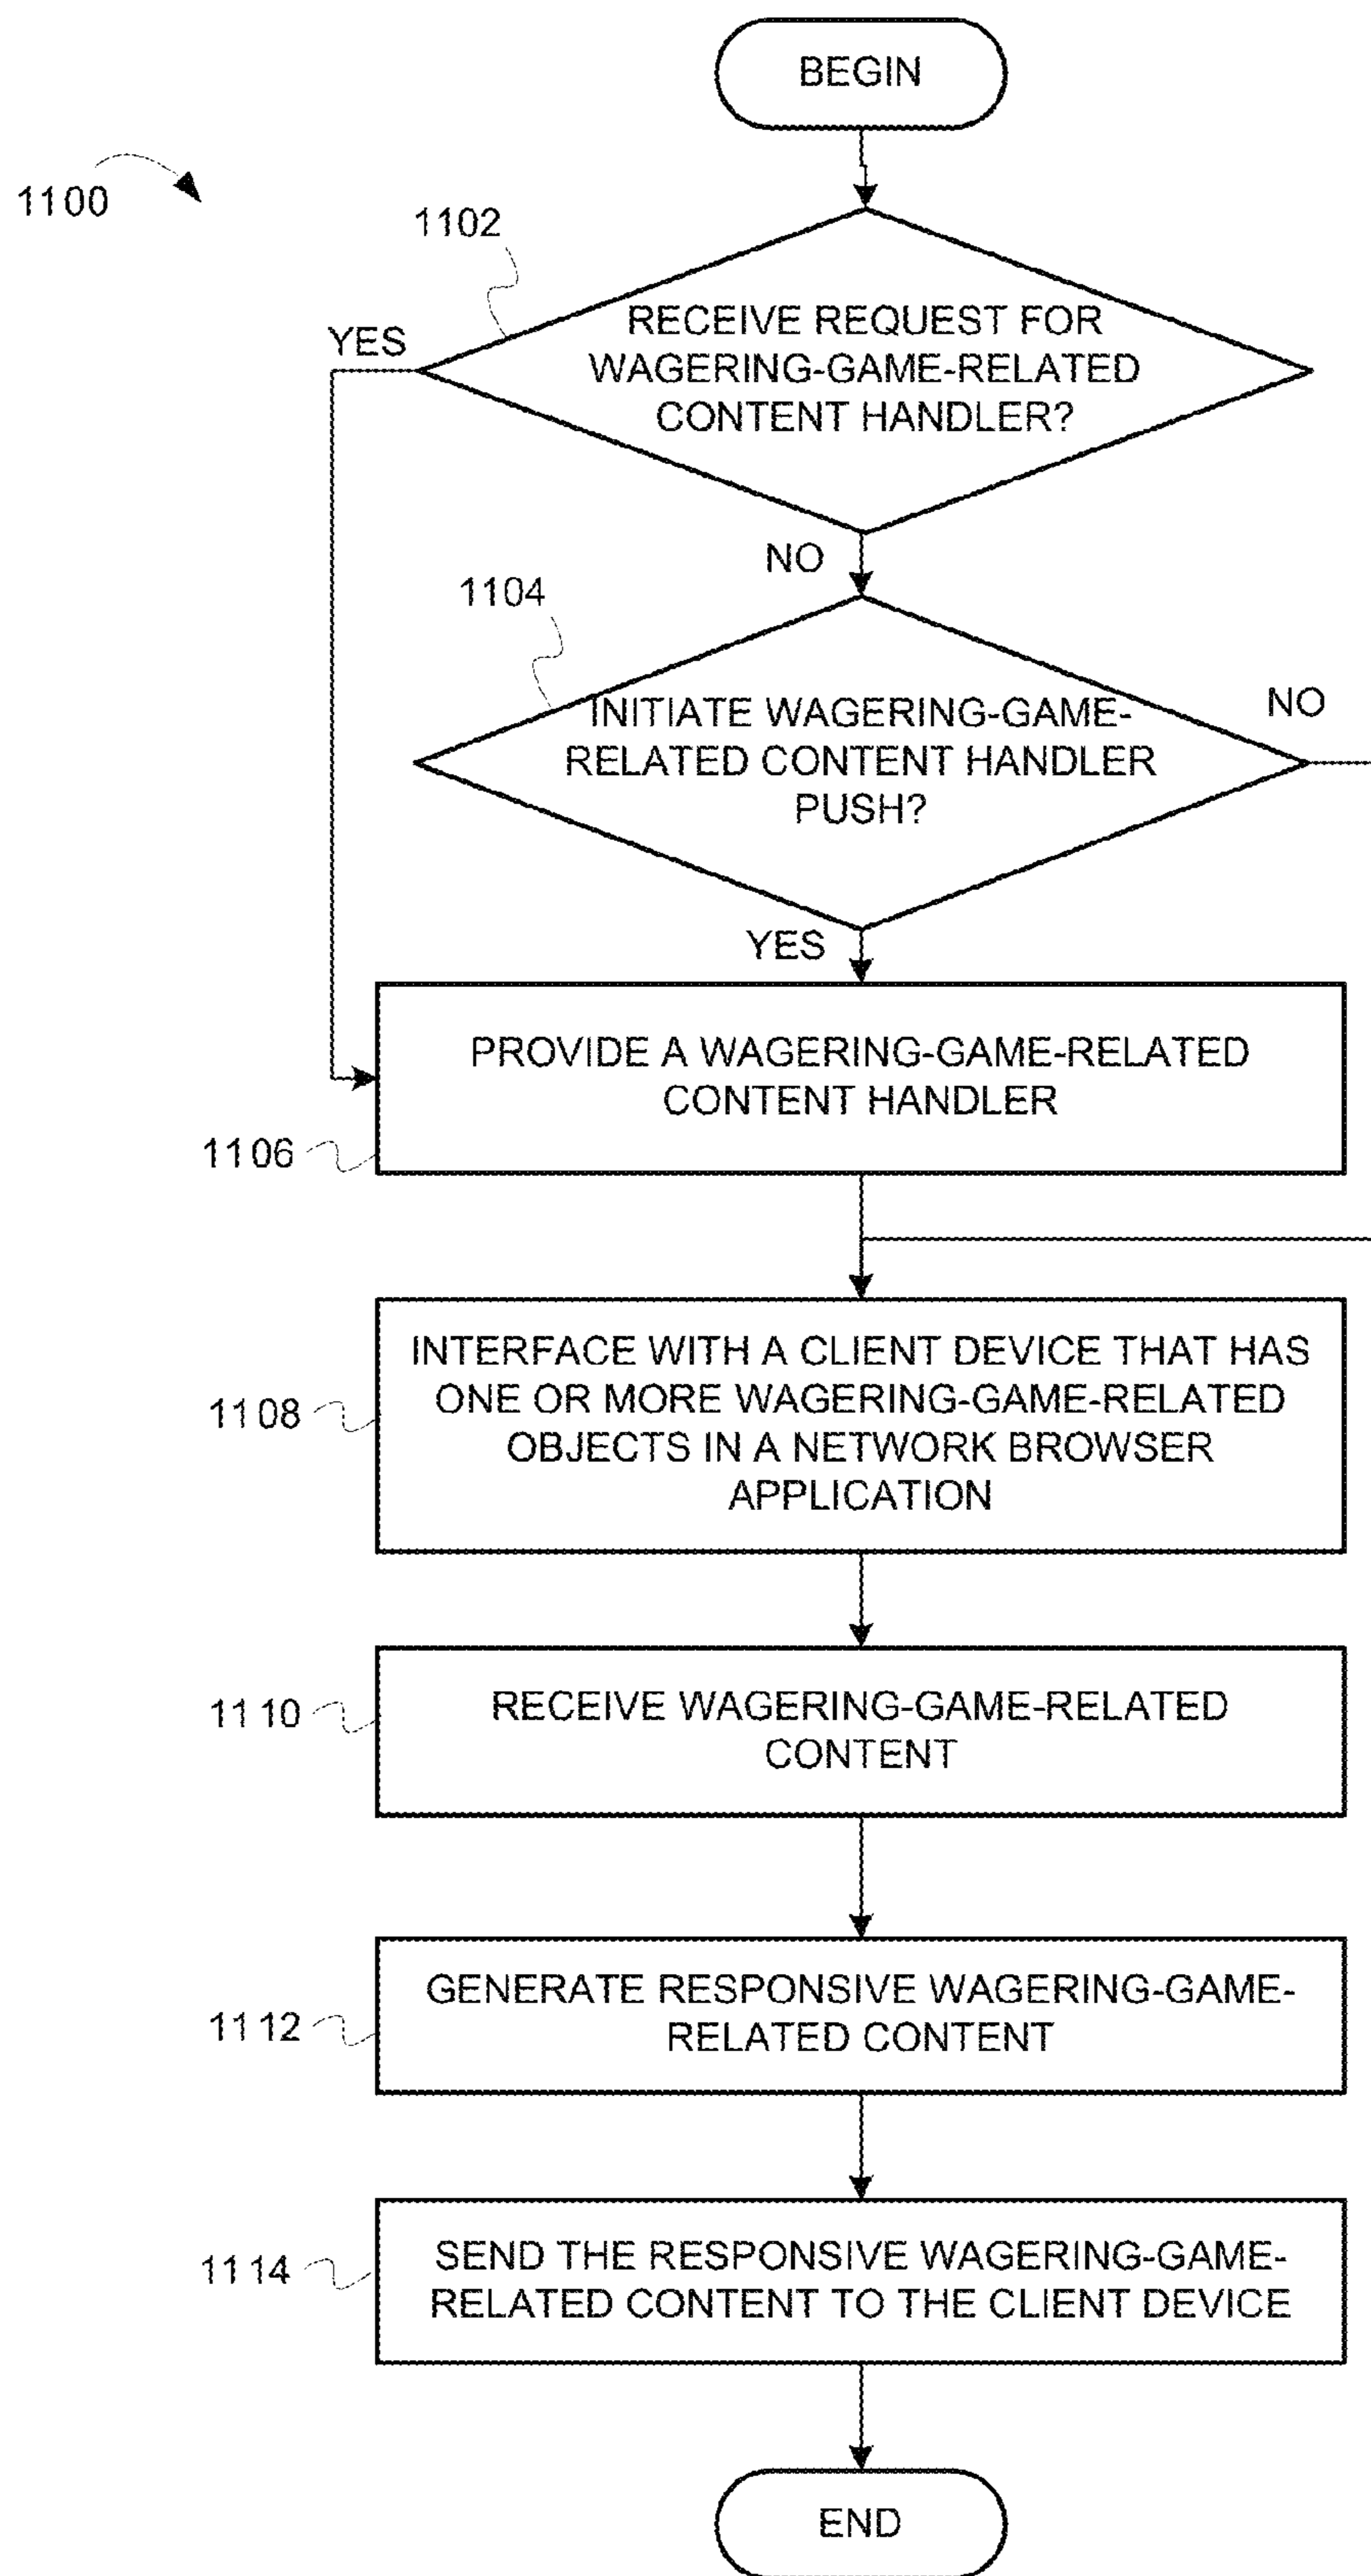 BEGIN
1100
1102
YES
RECEIVE REQUEST FOR
WAGERING-GAME-RELATED
CONTENT HANDLER?
NO
1104
INITIATE WAGERING-GAME-
RELATED CONTENT HANDLER
PUSH?
NO
YES
PROVIDE A WAGERING-GAME-RELATED
CONTENT HANDLER
1106
INTERFACE WITH A CLIENT DEVICE THAT HAS
ONE OR MORE WAGERING-GAME-RELATED
OBJECTS IN A NETWORK BROWSER
APPLICATION
1108
RECEIVE WAGERING-GAME-RELATED
CONTENT
1110
GENERATE RESPONSIVE WAGERING-GAME-
RELATED CONTENT
1112
SEND THE RESPONSIVE WAGERING-GAME-
RELATED CONTENT TO THE CLIENT DEVICE
1114
END